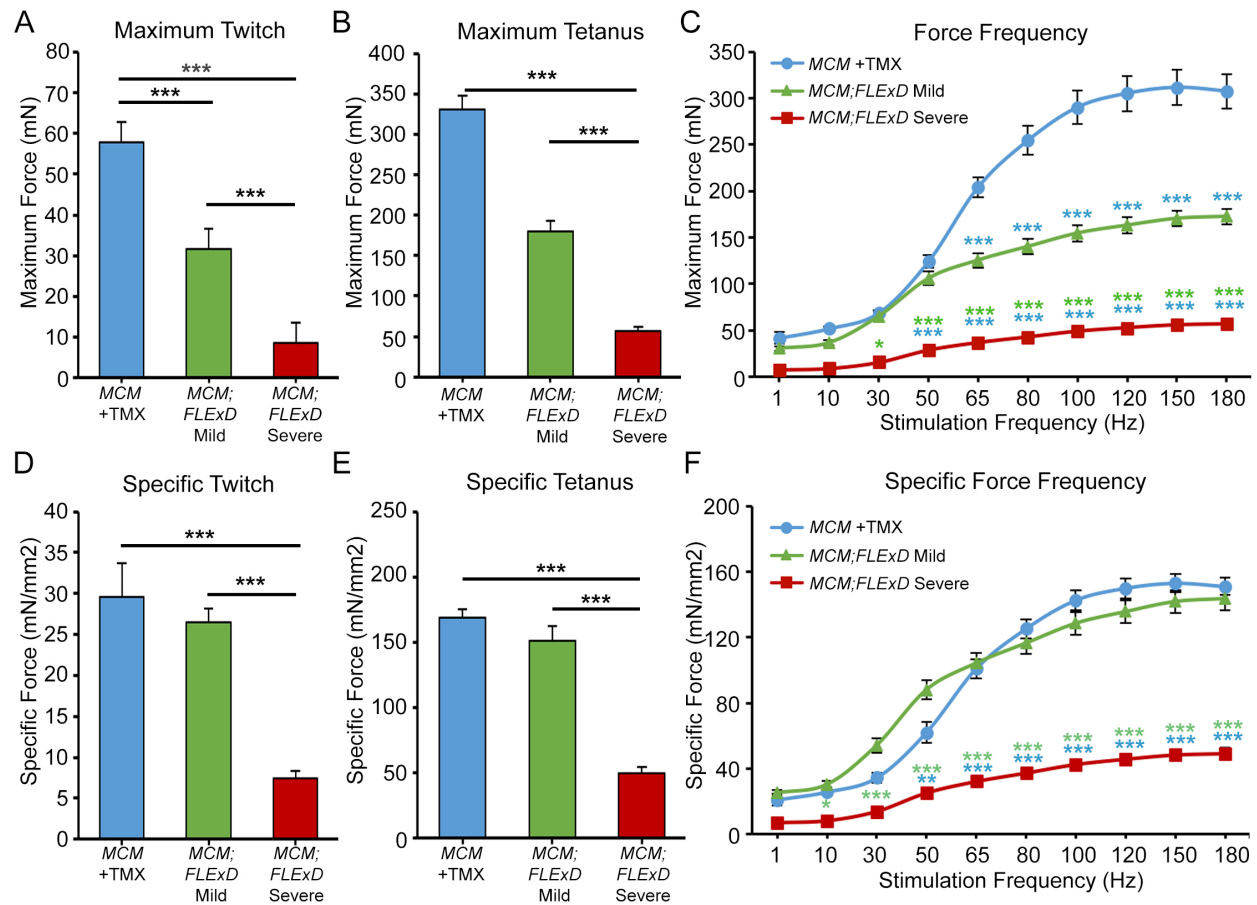 A
Maximum Twitch
Maximum Force (mN)
80
70
60
50
40
30
20
10
0
***
***
***
MCM +TMX
MCM; FLExD Mild
MCM; FLExD Severe
B
Maximum Tetanus
Maximum Force (mN)
400
350
300
250
200
150
100
50
0
***
***
MCM +TMX
MCM; FLExD Mild
MCM; FLExD Severe
C
Force Frequency
Maximum Force (mN)
350
300
250
200
150
100
50
0
MCM +TMX
MCM;FLExD Mild
MCM;FLExD Severe
*** *** *** *** *** ***
*** *** *** *** *** *** ***
* *** *** *** *** *** *** ***
1 10 30 50 65 80 100 120 150 180
Stimulation Frequency (Hz)
D
Specific Twitch
Specific Force (mN/mm2)
40
35
30
25
20
15
10
5
0
***
***
MCM +TMX
MCM; FLExD Mild
MCM; FLExD Severe
E
Specific Tetanus
Specific Force (mN/mm2)
250
200
150
100
50
0
***
***
MCM +TMX
MCM; FLExD Mild
MCM; FLExD Severe
F
Specific Force Frequency
Specific Force (mN/mm2)
200
160
120
80
40
0
MCM +TMX
MCM;FLExD Mild
MCM;FLExD Severe
* *** *** *** *** *** *** *** ***
** *** *** *** *** *** ***
1 10 30 50 65 80 100 120 150 180
Stimulation Frequency (Hz)